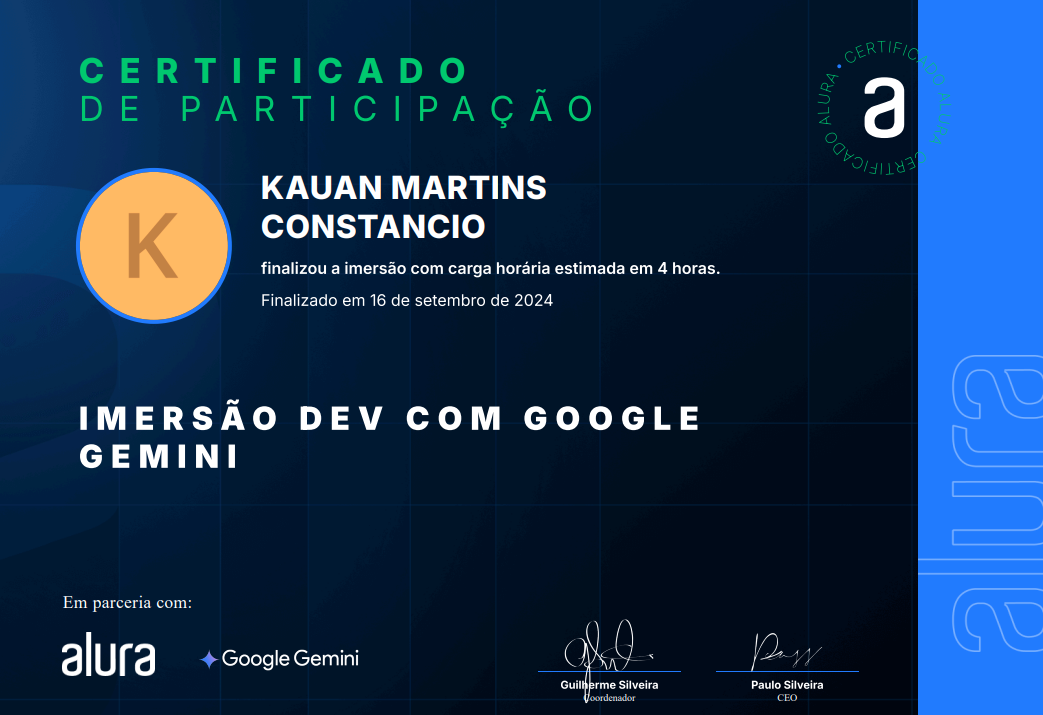 CERTIFICADO
DE PARTICIPAÇÃO
CERTIFICADO ALURA • CERTIFICADO ALURA
a
K
KAUAN MARTINS
CONSTANCIO
finalizou a imersão com carga horária estimada em 4 horas.
Finalizado em 16 de setembro de 2024
IMERSÃO DEV COM GOOGLE
GEMINI
Em parceria com:
alura
Google Gemini
Guilherme Silveira
Coordenador
Paulo Silveira
CEO
alura